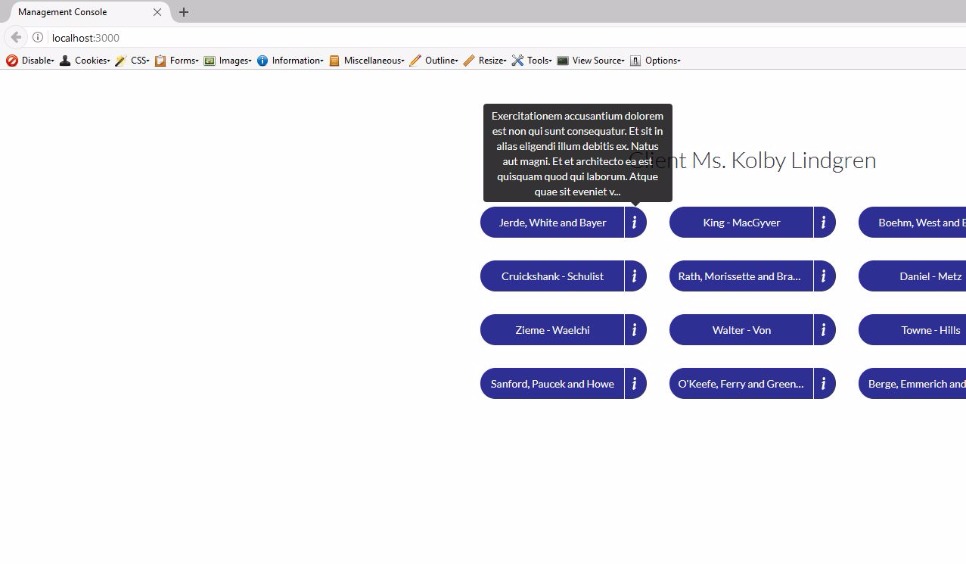 Management Console
localhost:3000
Disable Cookies CSS Forms Images Information Miscellaneous Outline Resize Tools View Source Options
Exercitationem accusantium dolorem
est non qui sunt consequatur. Et sit in
alias eligendi illum debitis ex. Natus
aut magni. Et et architecto ea est
quisquam quod qui laborum. Atque
quae sit eveniet v...
Client Ms. Kolby Lindgren
Jerde, White and Bayer i King - MacGyver i Boehm, West and
Cruickshank - Schulist i Rath, Morissette and Bra... i Daniel - Metz
Zieme - Waelchi i Walter - Von i Towne - Hills
Sanford, Paucek and Howe i O'Keefe, Ferry and Green... i Berge, Emmerich and